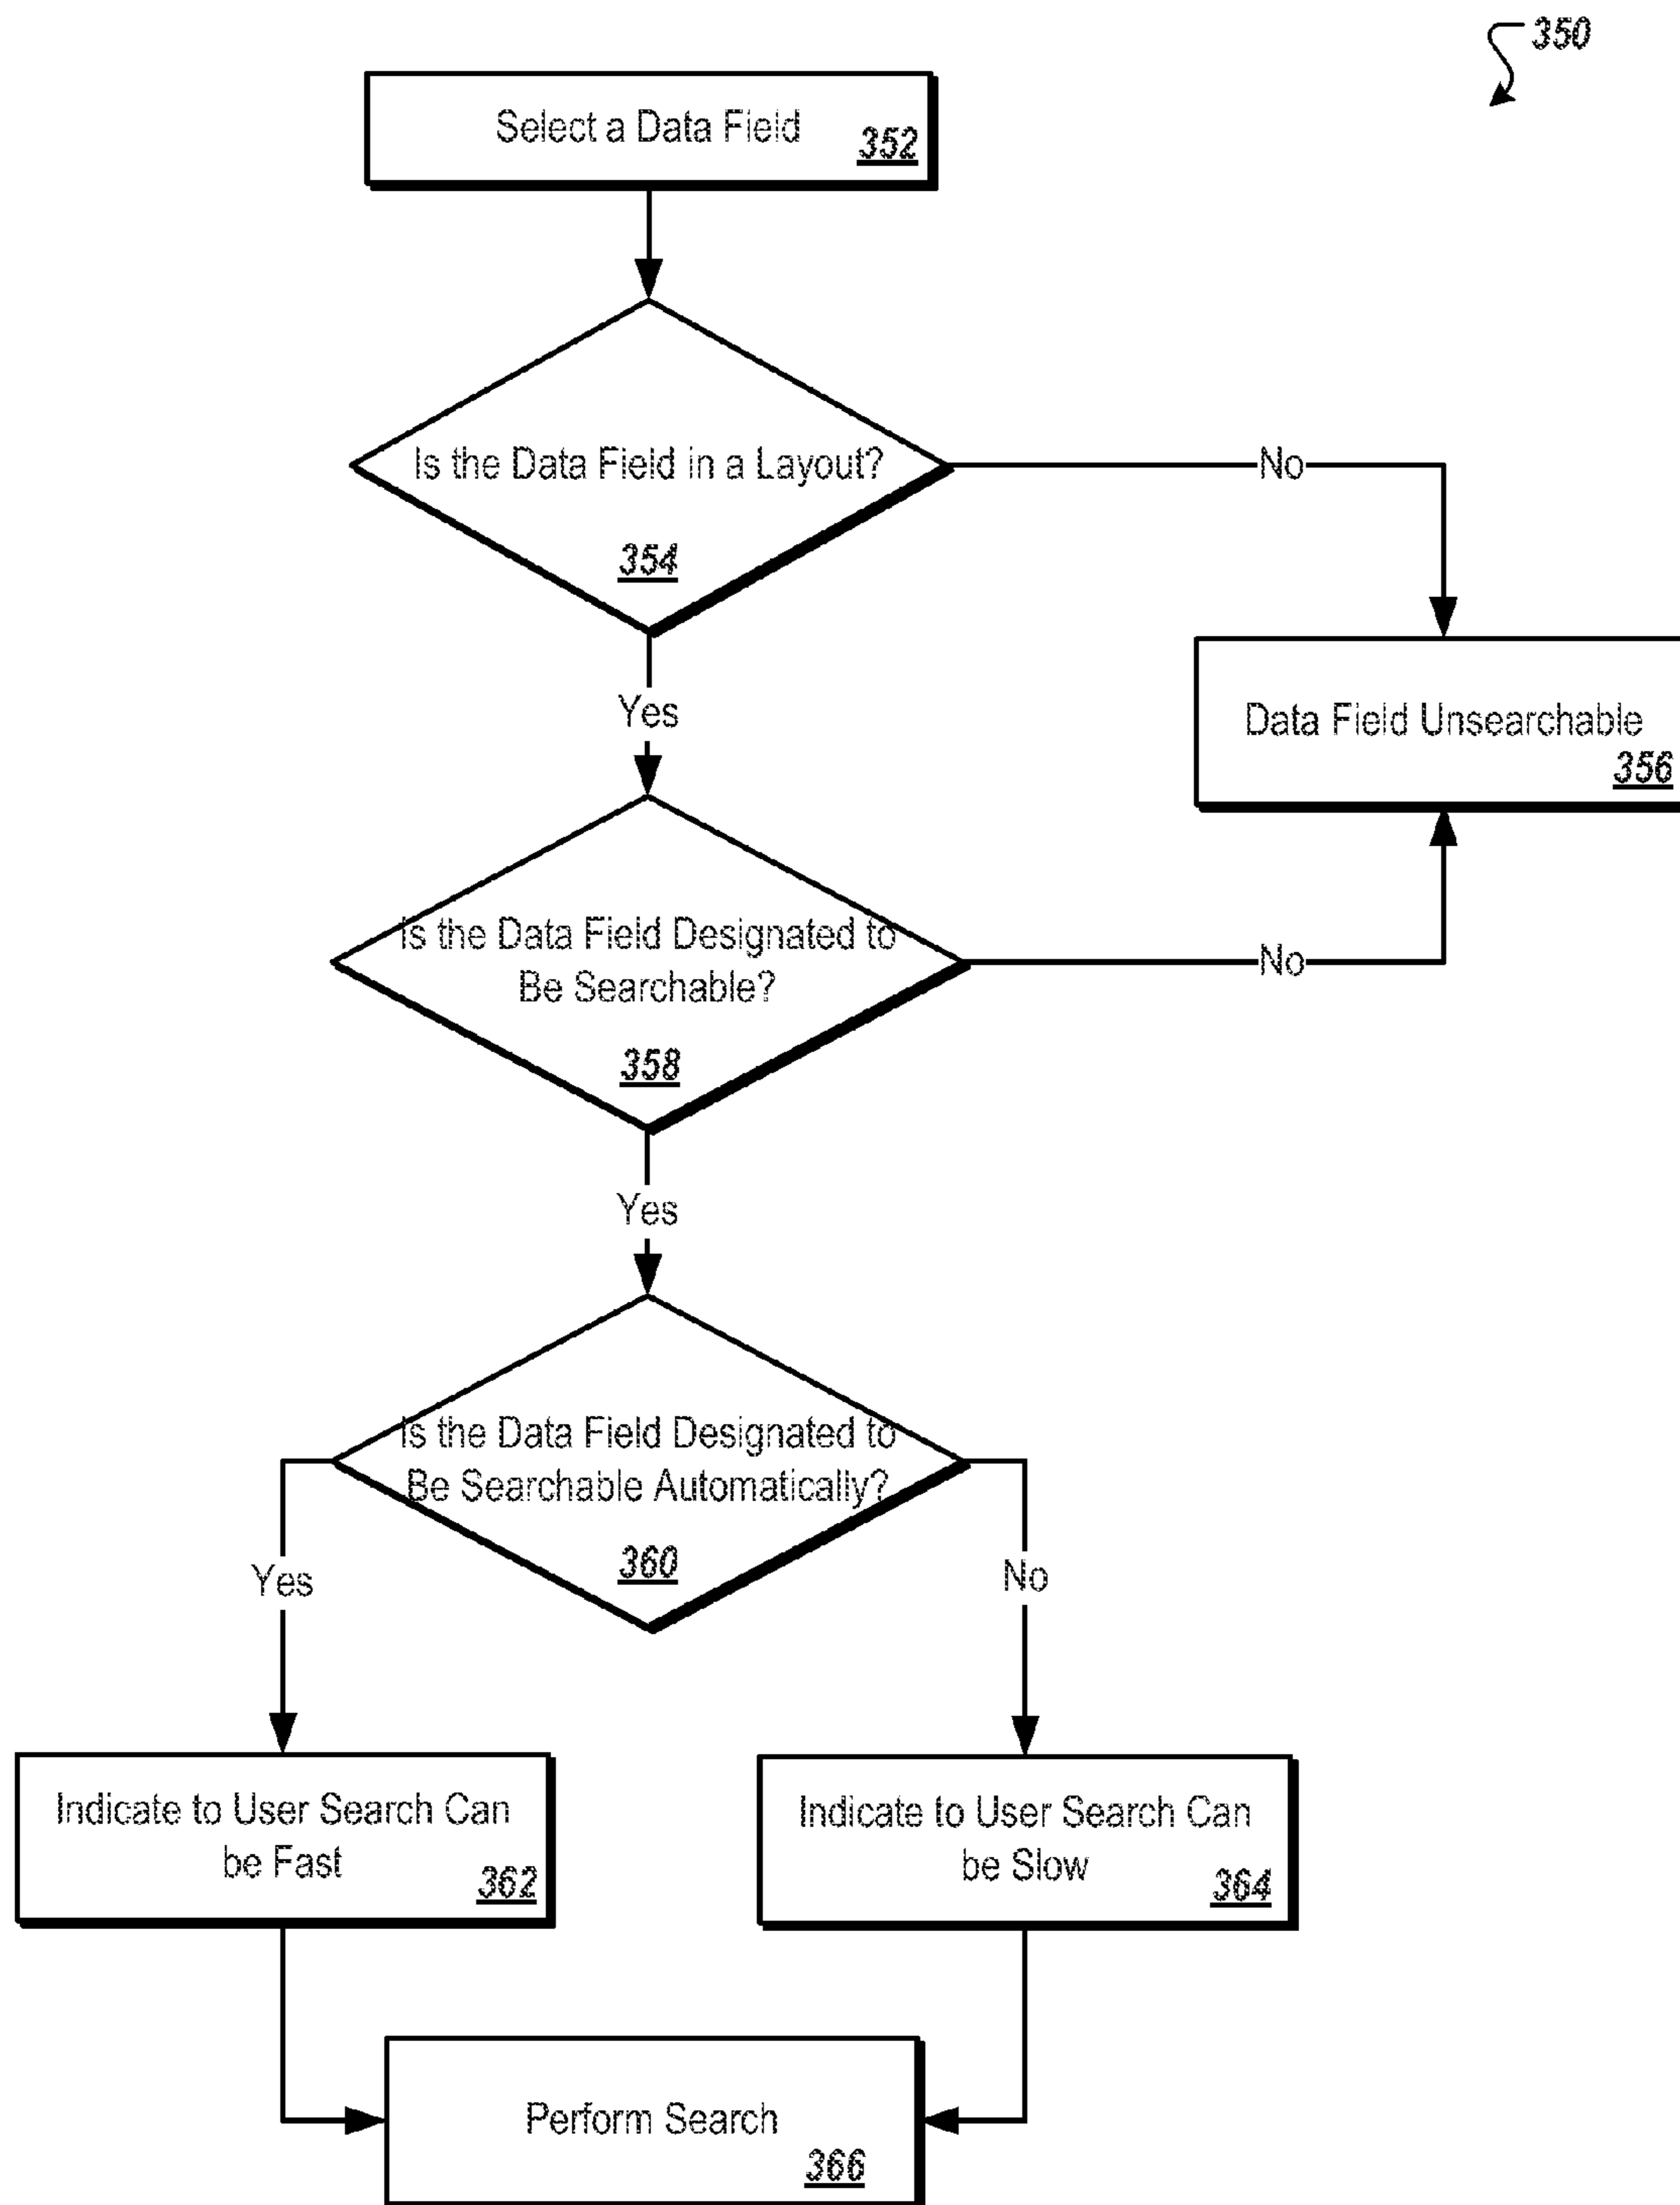 350
Select a Data Field
352
Is the Data Field in a Layout?
354
No
Yes
Data Field Unsearchable
356
Is the Data Field Designated to
Be Searchable?
358
No
Yes
Is the Data Field Designated to
Be Searchable Automatically?
360
Yes
No
Indicate to User Search Can
be Fast
362
Indicate to User Search Can
be Slow
364
Perform Search
366